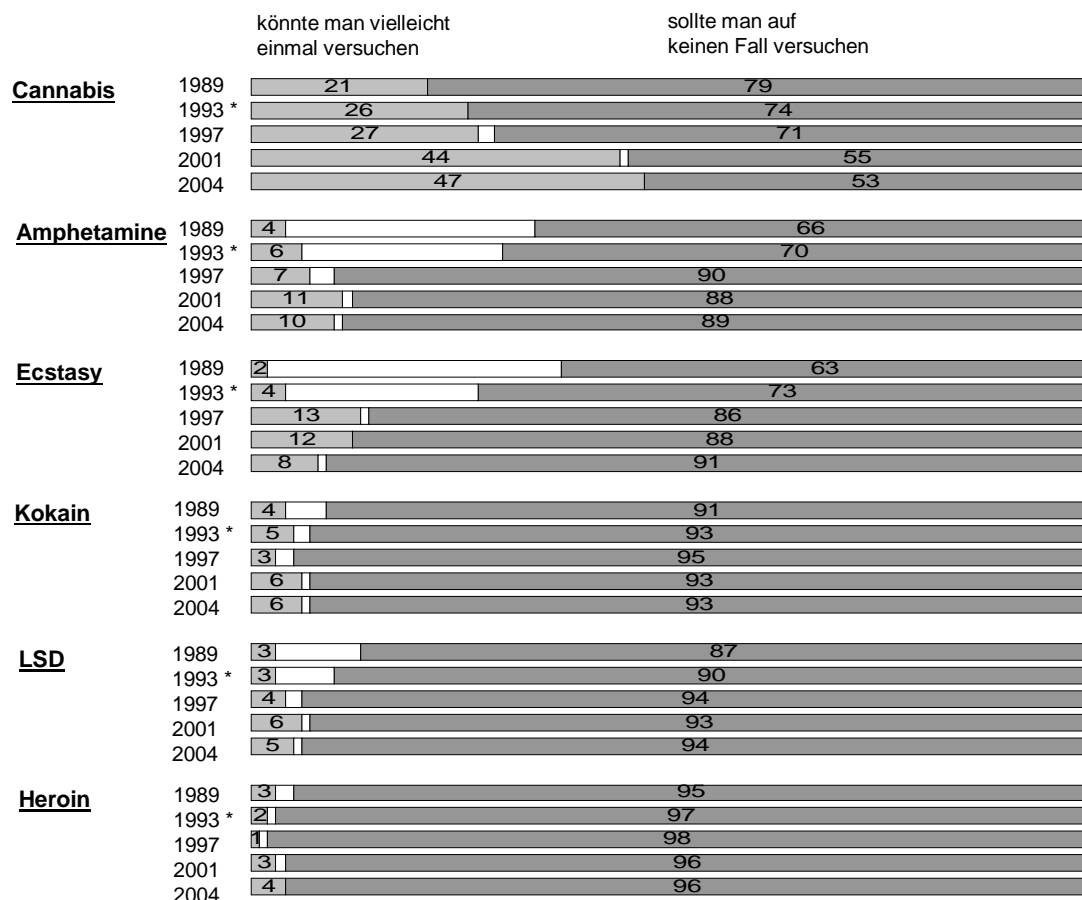 könnte man vielleicht
einmal versuchen
sollte man auf
keinen Fall versuchen
Cannabis
1989 21 79
1993 * 26 74
1997 27 71
2001 44 55
2004 47 53
Amphetamine
1989 4 66
1993 * 6 70
1997 7 90
2001 11 88
2004 10 89
Ecstasy
1989 2 63
1993 * 4 73
1997 13 86
2001 12 88
2004 8 91
Kokain
1989 4 91
1993 * 5 93
1997 3 95
2001 6 93
2004 6 93
LSD
1989 3 87
1993 * 3 90
1997 4 94
2001 6 93
2004 5 94
Heroin
1989 3 95
1993 * 2 97
1997 1 98
2001 3 96
2004 4 96